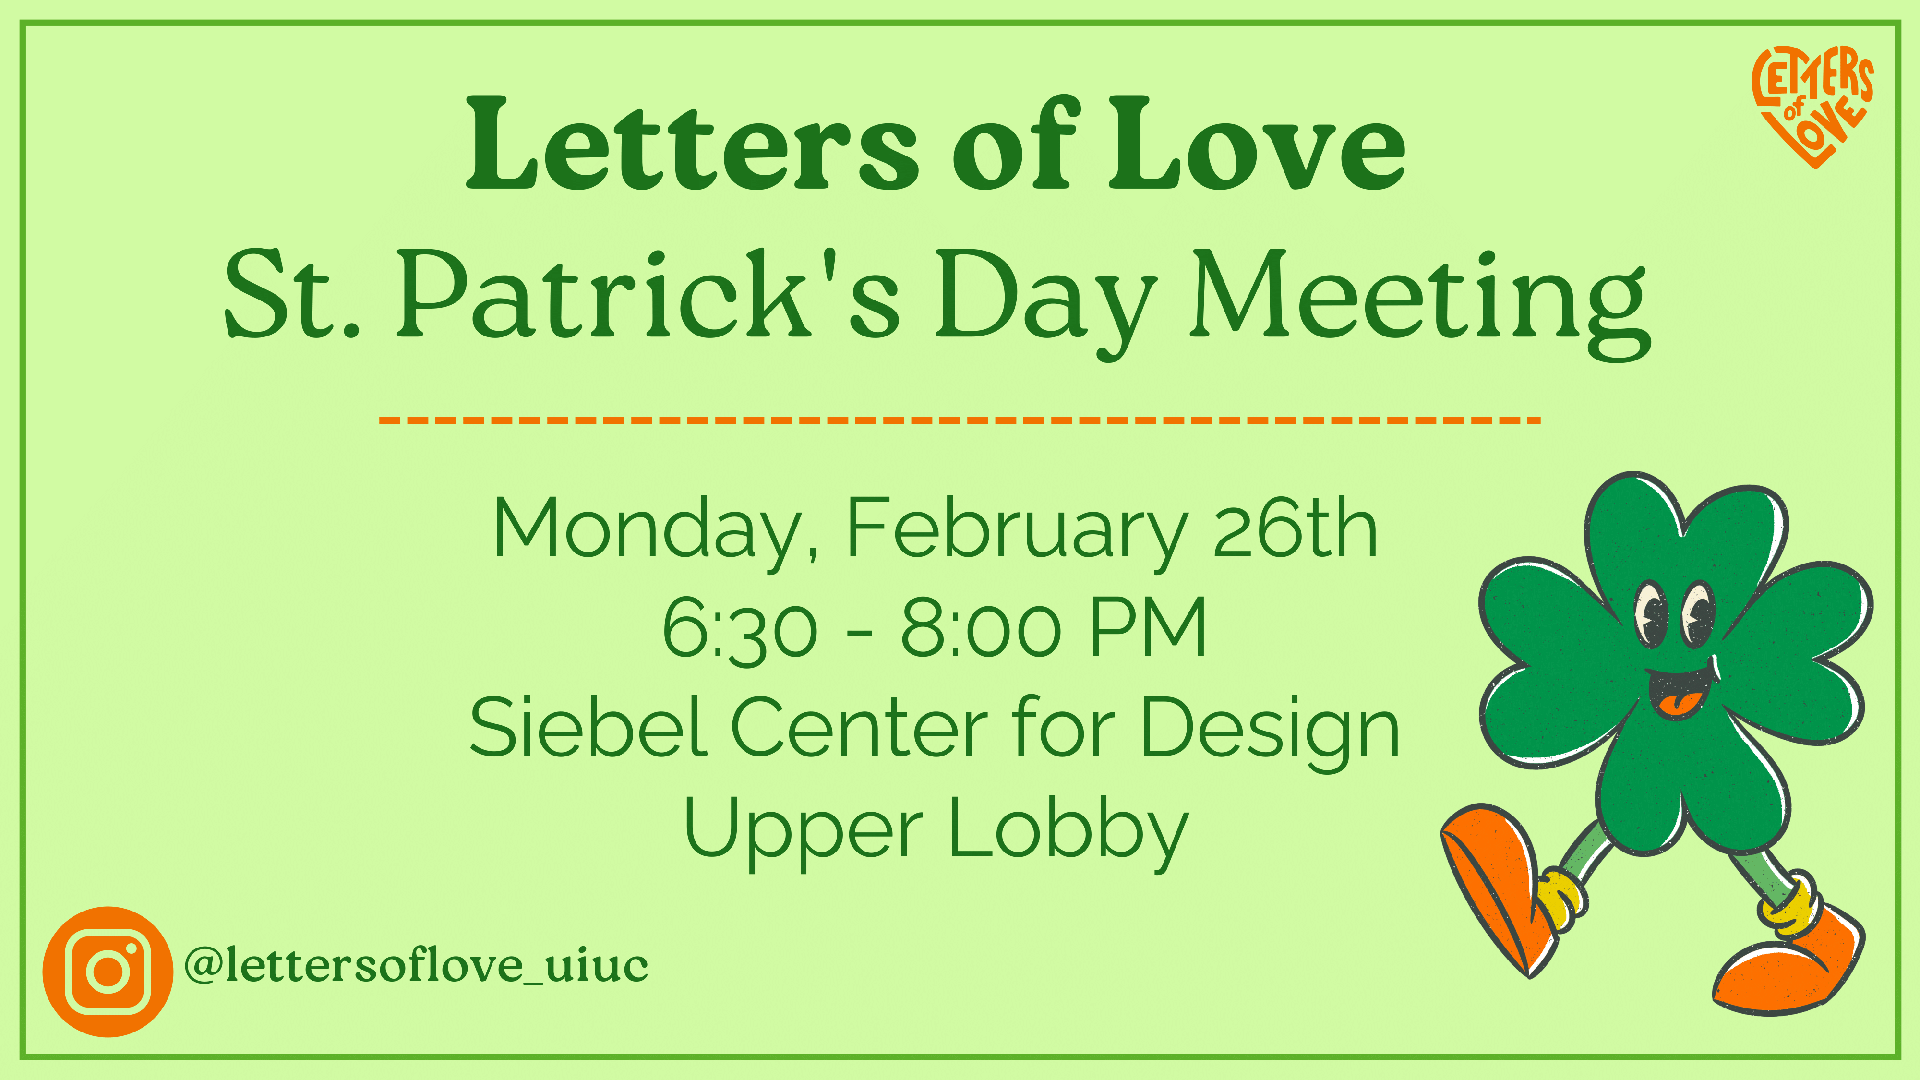 LETTERS
of
LOVE
Letters of Love
St. Patrick's Day Meeting
Monday, February 26th
6:30 - 8:00 PM
Siebel Center for Design
Upper Lobby
@lettersoflove_uiuc